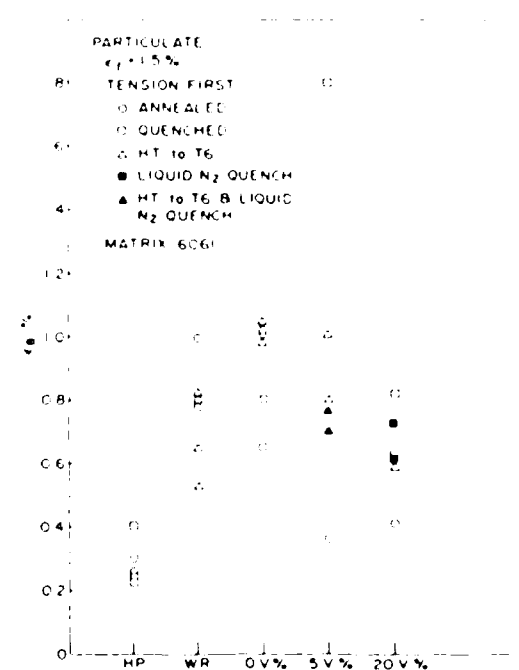 PARTICULATE
εf = 1.5 %
TENSION FIRST
ANNEALED
QUENCHED
HT to T6
LIQUID N2 QUENCH
HT to T6 & LIQUID
N2 QUENCH
MATRIX 6061
8
6
4
1.2
1.0
0.8
0.6
0.4
0.2
0
HP WR 0 V% 5 V% 20 V%